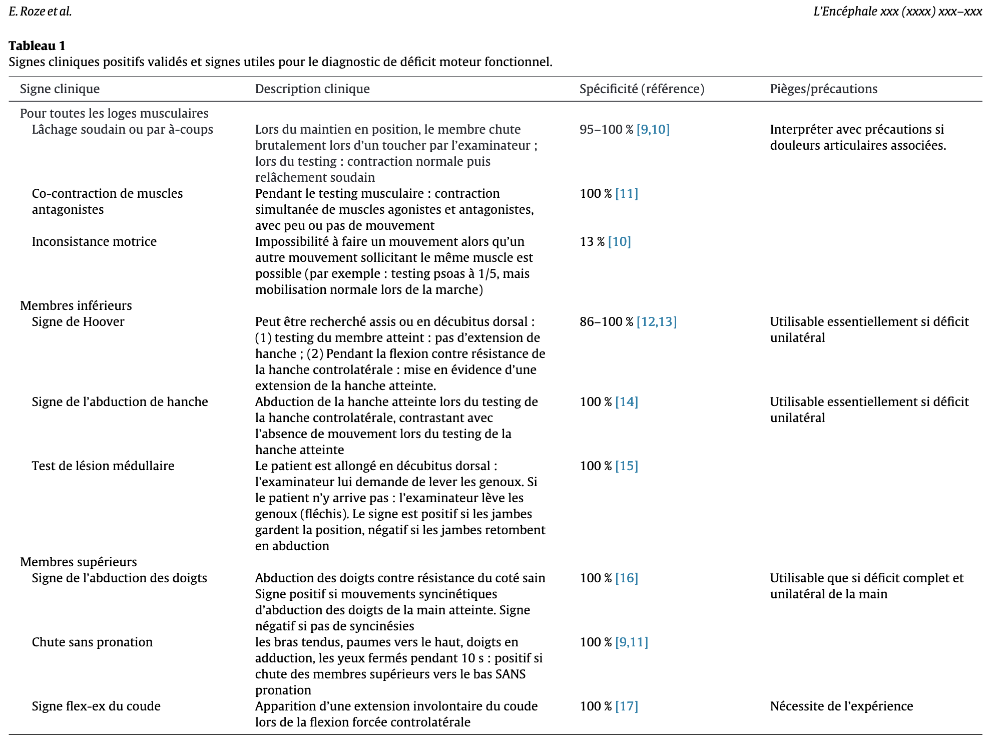 E. Roze et al.
L’Encéphale xxx (xxxx) xxx–xxx
Tableau 1
Signes cliniques positifs validés et signes utiles pour le diagnostic de déficit moteur fonctionnel.
Signe clinique Description clinique Spécificité (référence) Pièges/précautions
Pour toutes les loges musculaires
Lâchage soudain ou par à-coups Lors du maintien en position, le membre chute 95–100 % [9,10] Interpréter avec précautions si
brutalement lors d’un toucher par l’examinateur ; douleurs articulaires associées.
lors du testing : contraction normale puis
relâchement soudain
Co-contraction de muscles Pendant le testing musculaire : contraction 100 % [11]
antagonistes simultanée de muscles agonistes et antagonistes,
avec peu ou pas de mouvement
Inconsistance motrice Impossibilité à faire un mouvement alors qu’un 13 % [10]
autre mouvement sollicitant le même muscle est
possible (par exemple : testing psoas à 1/5, mais
mobilisation normale lors de la marche)
Membres inférieurs
Signe de Hoover Peut être recherché assis ou en décubitus dorsal : 86–100 % [12,13] Utilisable essentiellement si déficit
(1) testing du membre atteint : pas d’extension de unilatéral
hanche ; (2) Pendant la flexion contre résistance de
la hanche controlatérale : mise en évidence d’une
extension de la hanche atteinte.
Signe de l’abduction de hanche Abduction de la hanche atteinte lors du testing de 100 % [14] Utilisable essentiellement si déficit
la hanche controlatérale, contrastant avec unilatéral
l’absence de mouvement lors du testing de la
hanche atteinte
Test de lésion médullaire Le patient est allongé en décubitus dorsal : 100 % [15]
l’examinateur lui demande de lever les genoux. Si
le patient n’y arrive pas : l’examinateur lève les
genoux (fléchis). Le signe est positif si les jambes
gardent la position, négatif si les jambes retombent
en abduction
Membres supérieurs
Signe de l’abduction des doigts Abduction des doigts contre résistance du coté sain 100 % [16] Utilisable que si déficit complet et
Signe positif si mouvements syncinétiques unilatéral de la main
d’abduction des doigts de la main atteinte. Signe
négatif si pas de syncinésies
Chute sans pronation les bras tendus, paumes vers le haut, doigts en 100 % [9,11]
adduction, les yeux fermés pendant 10 s : positif si
chute des membres supérieurs vers le bas SANS
pronation
Signe flex-ex du coude Apparition d’une extension involontaire du coude 100 % [17] Nécessite de l’expérience
lors de la flexion forcée controlatérale